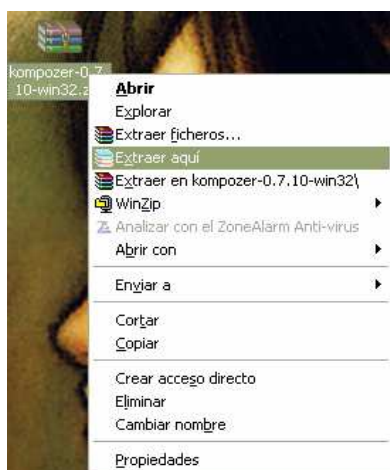 kompozer-0.7.
10-win32.z
Abrir
Explorar
Extraer ficheros...
Extraer aquí
Extraer en kompozer-0.7.10-win32\
WinZip
Analizar con el ZoneAlarm Anti-virus
Abrir con
Enviar a
Cortar
Copiar
Crear acceso directo
Eliminar
Cambiar nombre
Propiedades